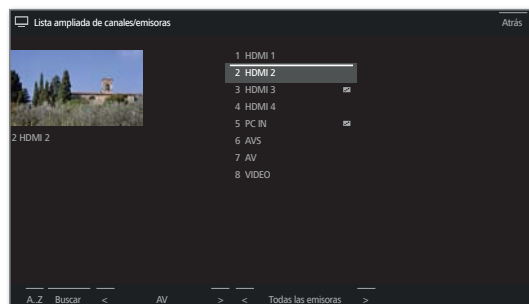 Lista ampliada de canales/emisoras
Atrás
1 HDMI 1
2 HDMI 2
3 HDMI 3
4 HDMI 4
5 PC IN
6 AVS
7 AV
8 VIDEO
2 HDMI 2
A..Z Buscar < AV > < Todas las emisoras >